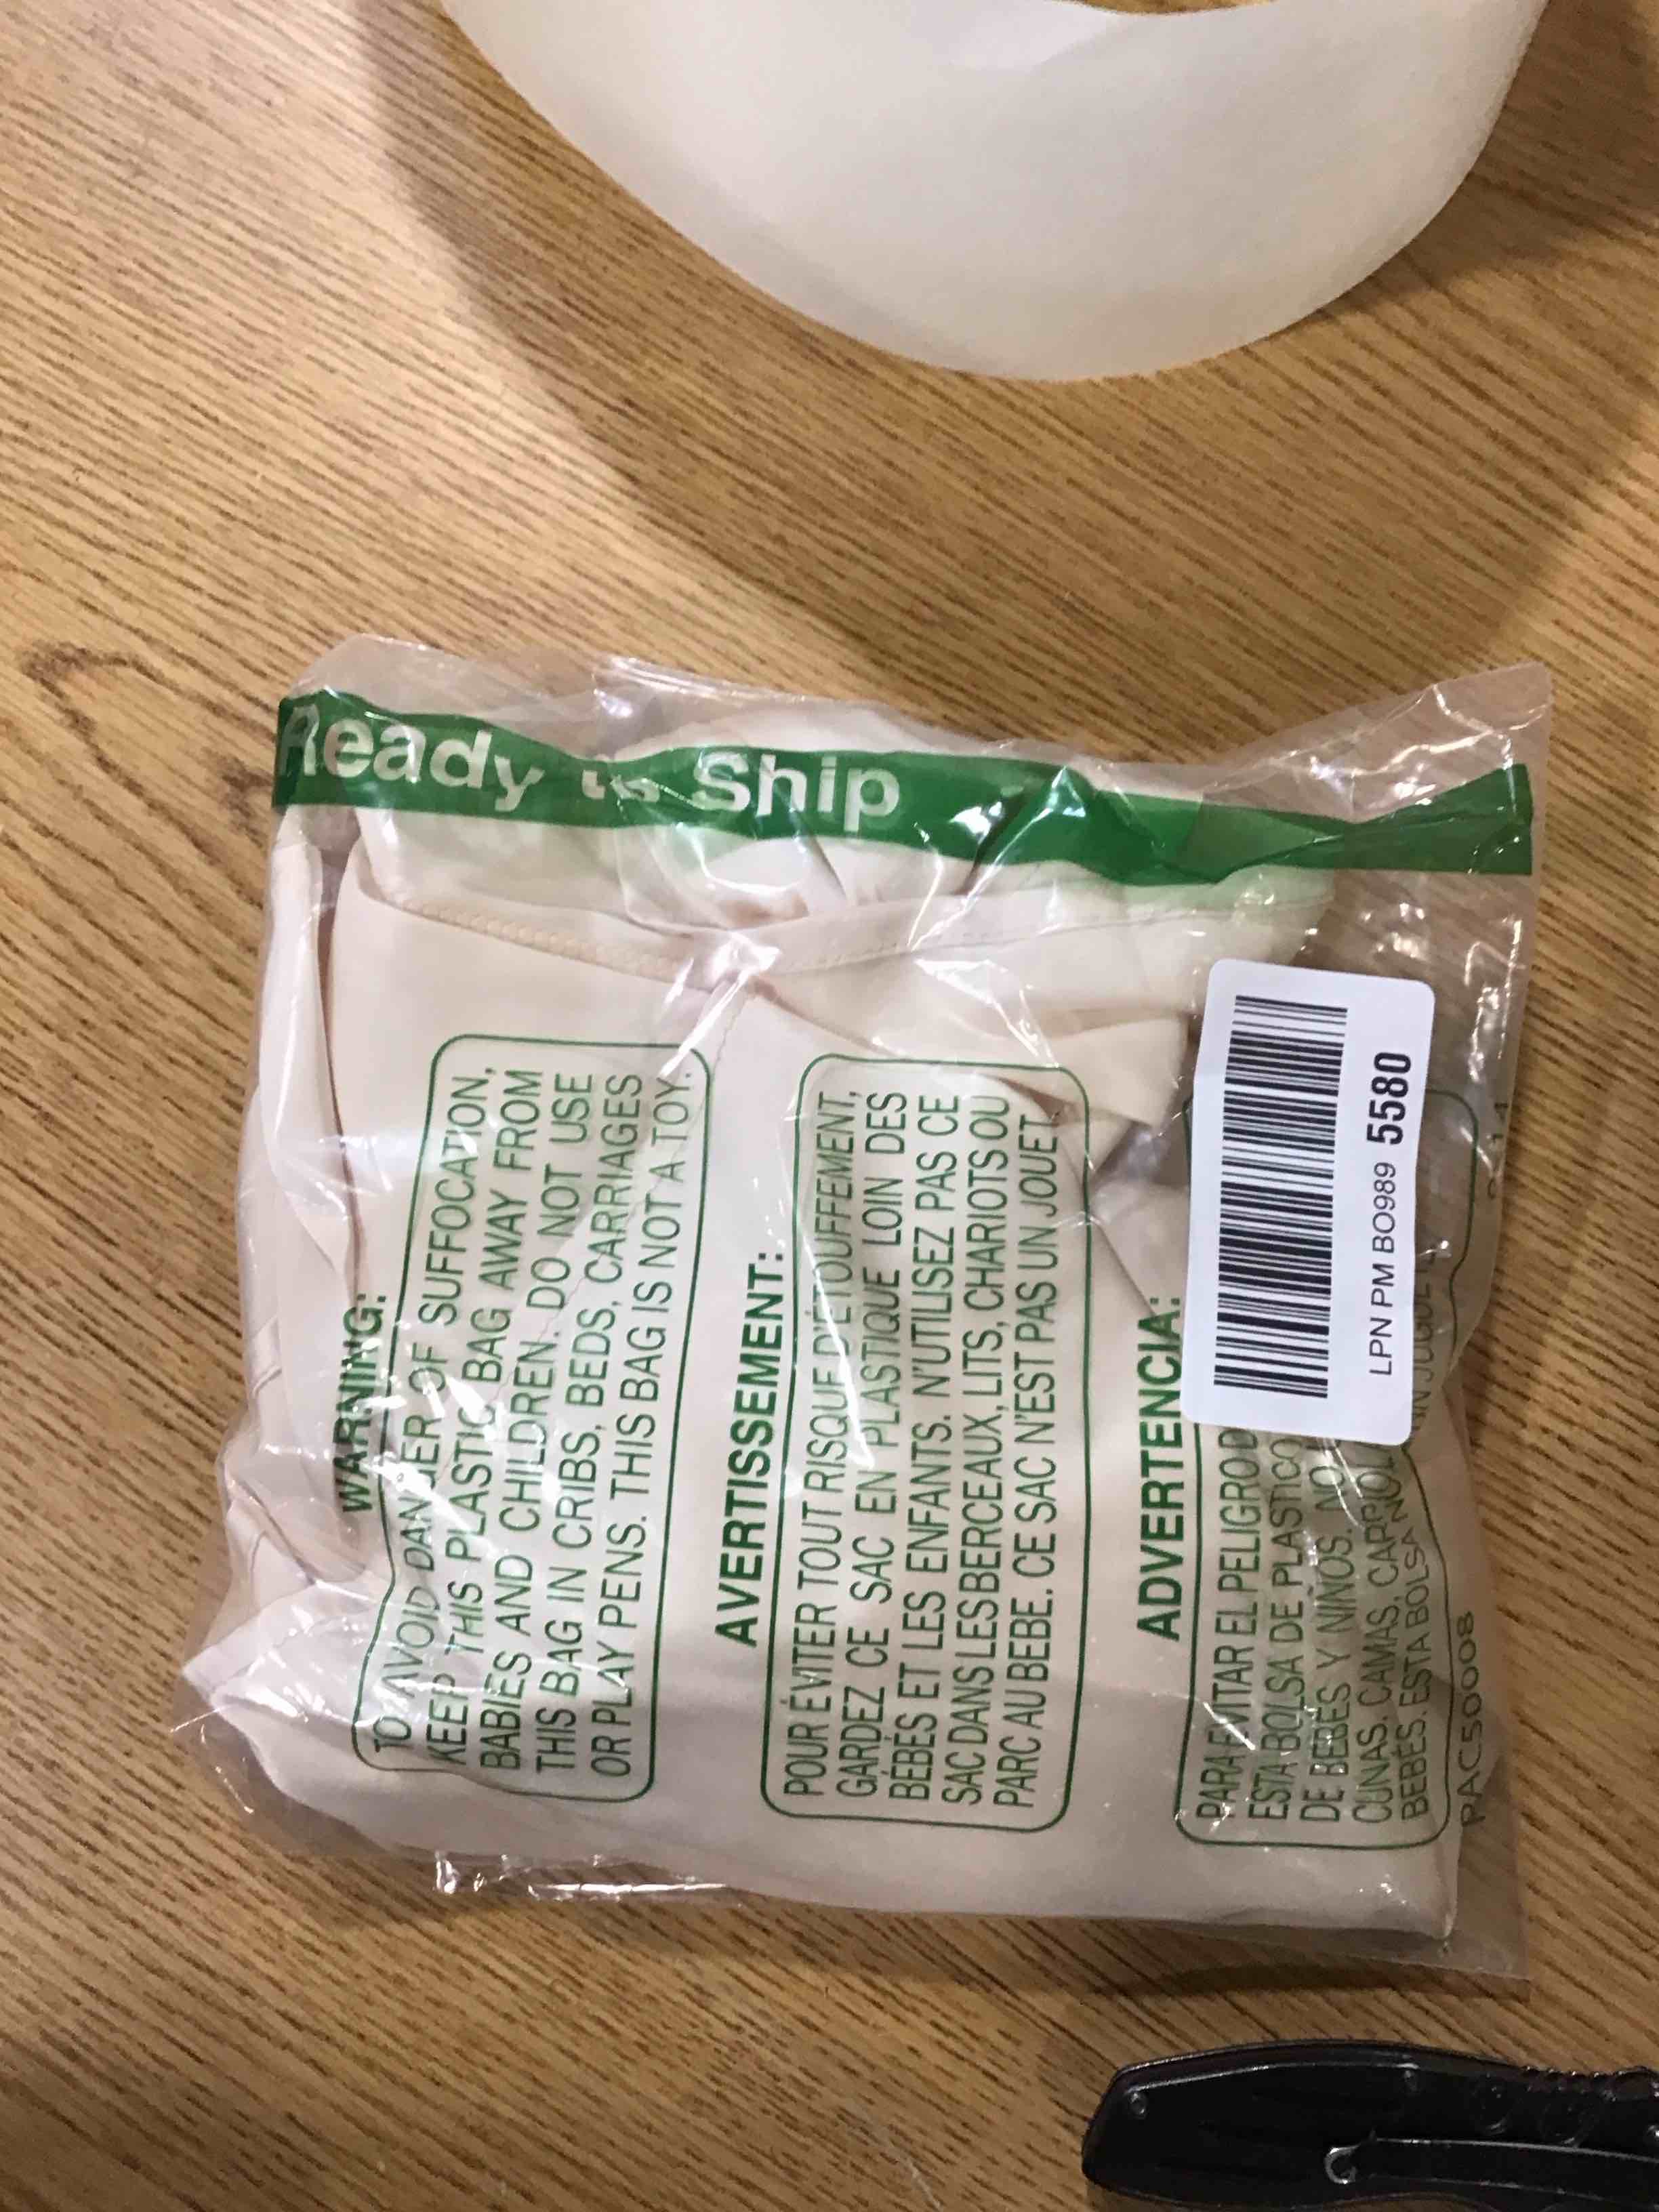 Ready to Ship
WARNING:
TO AVOID DANGER OF SUFFOCATION,
KEEP THIS PLASTIC BAG AWAY FROM
BABIES AND CHILDREN. DO NOT USE
THIS BAG IN CRIBS, BEDS, CARRIAGES
OR PLAY PENS. THIS BAG IS NOT A TOY.
AVERTISSEMENT:
POUR ÉVITER TOUT RISQUE D'ÉTOUFFEMENT,
GARDEZ CE SAC EN PLASTIQUE LOIN DES
BÉBÉS ET LES ENFANTS. N'UTILISEZ PAS CE
SAC DANS LES BERCEAUX, LITS, CHARIOTS OU
PARC AU BEBE. CE SAC N'EST PAS UN JOUET.
ADVERTENCIA:
PARA EVITAR EL PELIGRO D
ESTA BOLSA DE PLASTICO
DE BEBES Y NIÑOS. NO
CUNAS. CAMAS.
BEBÉS. ESTA BOLSA NO
PAC50008
LPN PM BO989 5580